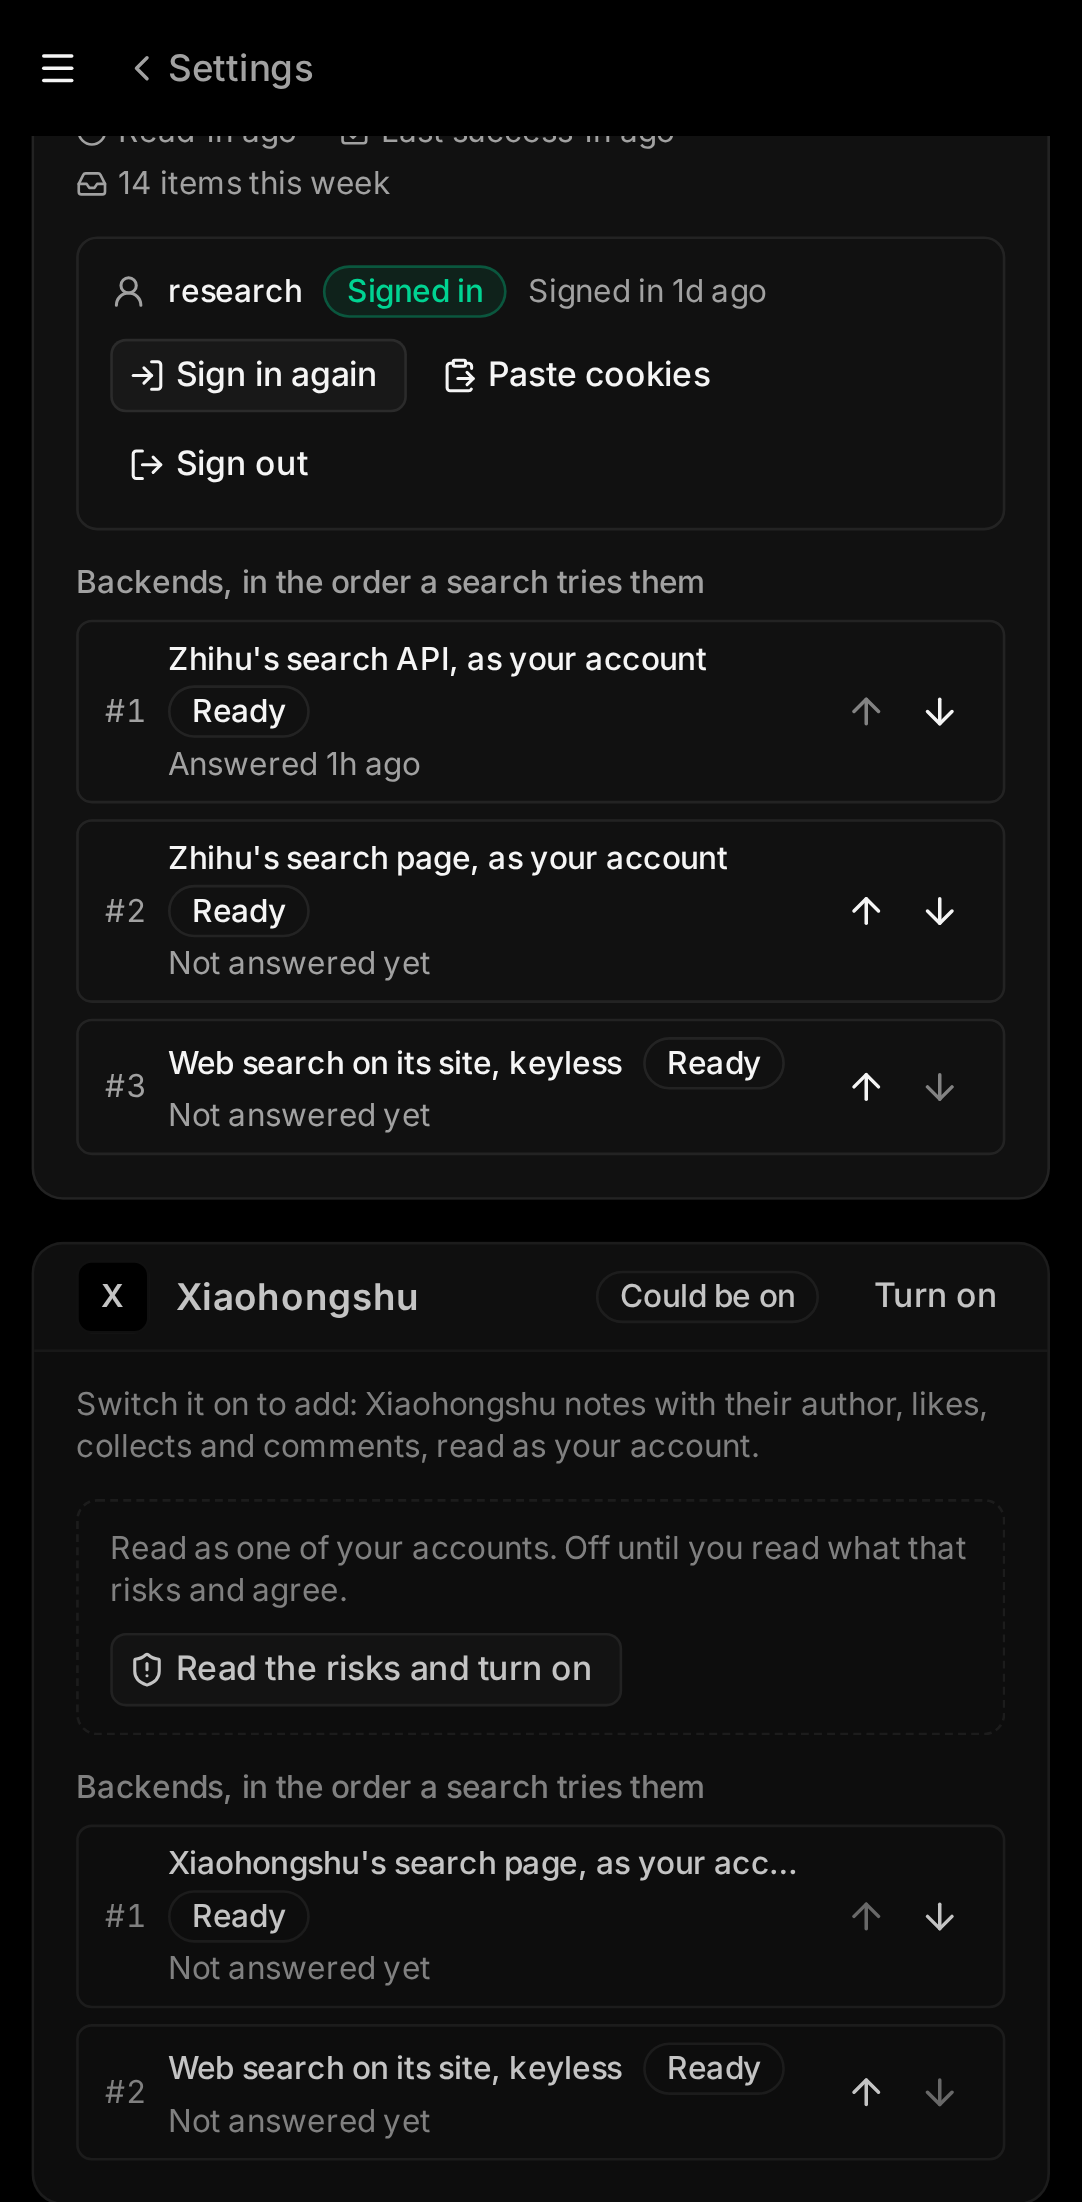 Settings
Read 1h ago Last success 1h ago
14 items this week
research Signed in Signed in 1d ago
Sign in again Paste cookies
Sign out
Backends, in the order a search tries them
Zhihu's search API, as your account
#1 Ready
Answered 1h ago
Zhihu's search page, as your account
#2 Ready
Not answered yet
Web search on its site, keyless Ready
#3
Not answered yet
X Xiaohongshu Could be on Turn on
Switch it on to add: Xiaohongshu notes with their author, likes,
collects and comments, read as your account.
Read as one of your accounts. Off until you read what that
risks and agree.
Read the risks and turn on
Backends, in the order a search tries them
Xiaohongshu's search page, as your acc...
#1 Ready
Not answered yet
Web search on its site, keyless Ready
#2
Not answered yet